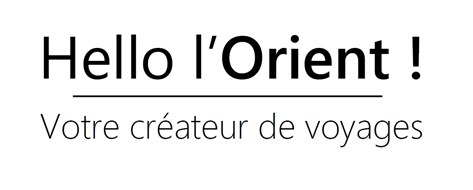 Hello l’Orient !
Votre créateur de voyages